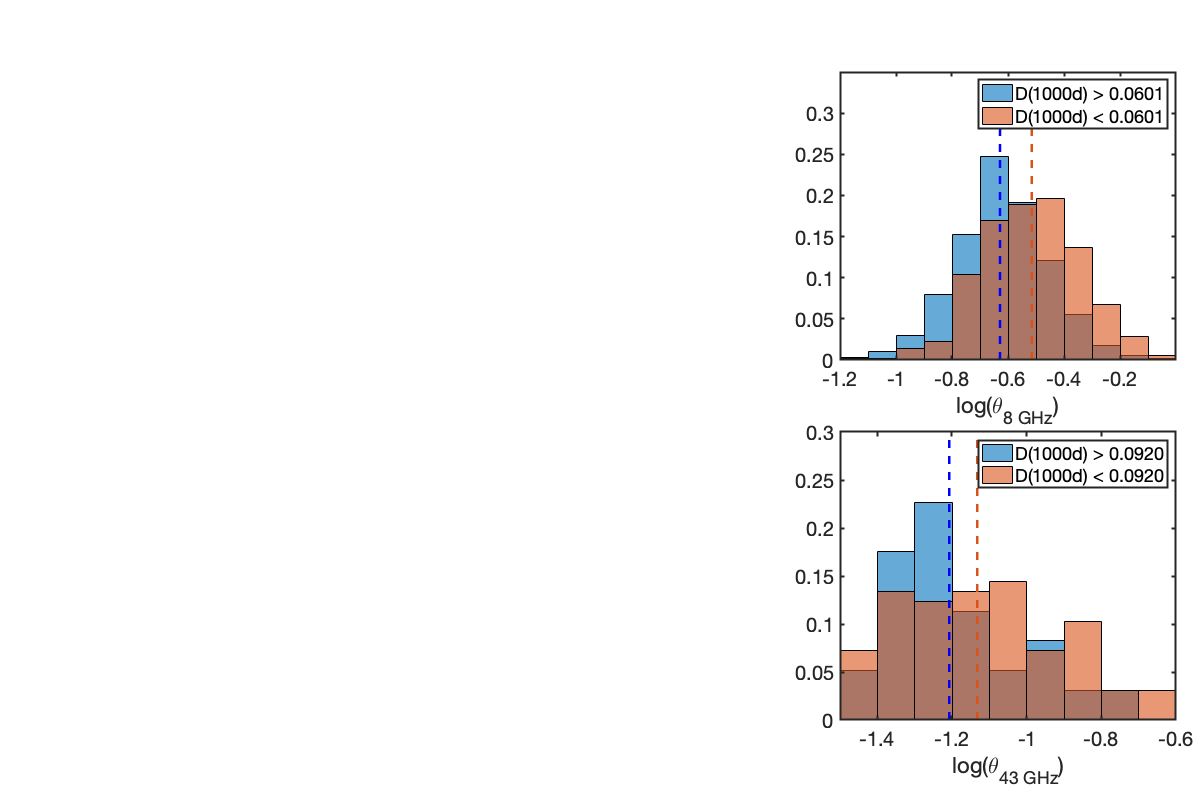 D(1000d) > 0.0601
D(1000d) < 0.0601
0.3
0.25
0.2
0.15
0.1
0.05
0
-1.2 -1 -0.8 -0.6 -0.4 -0.2
log(θ8 GHz)
D(1000d) > 0.0920
D(1000d) < 0.0920
0.3
0.25
0.2
0.15
0.1
0.05
0
-1.4 -1.2 -1 -0.8 -0.6
log(θ43 GHz)